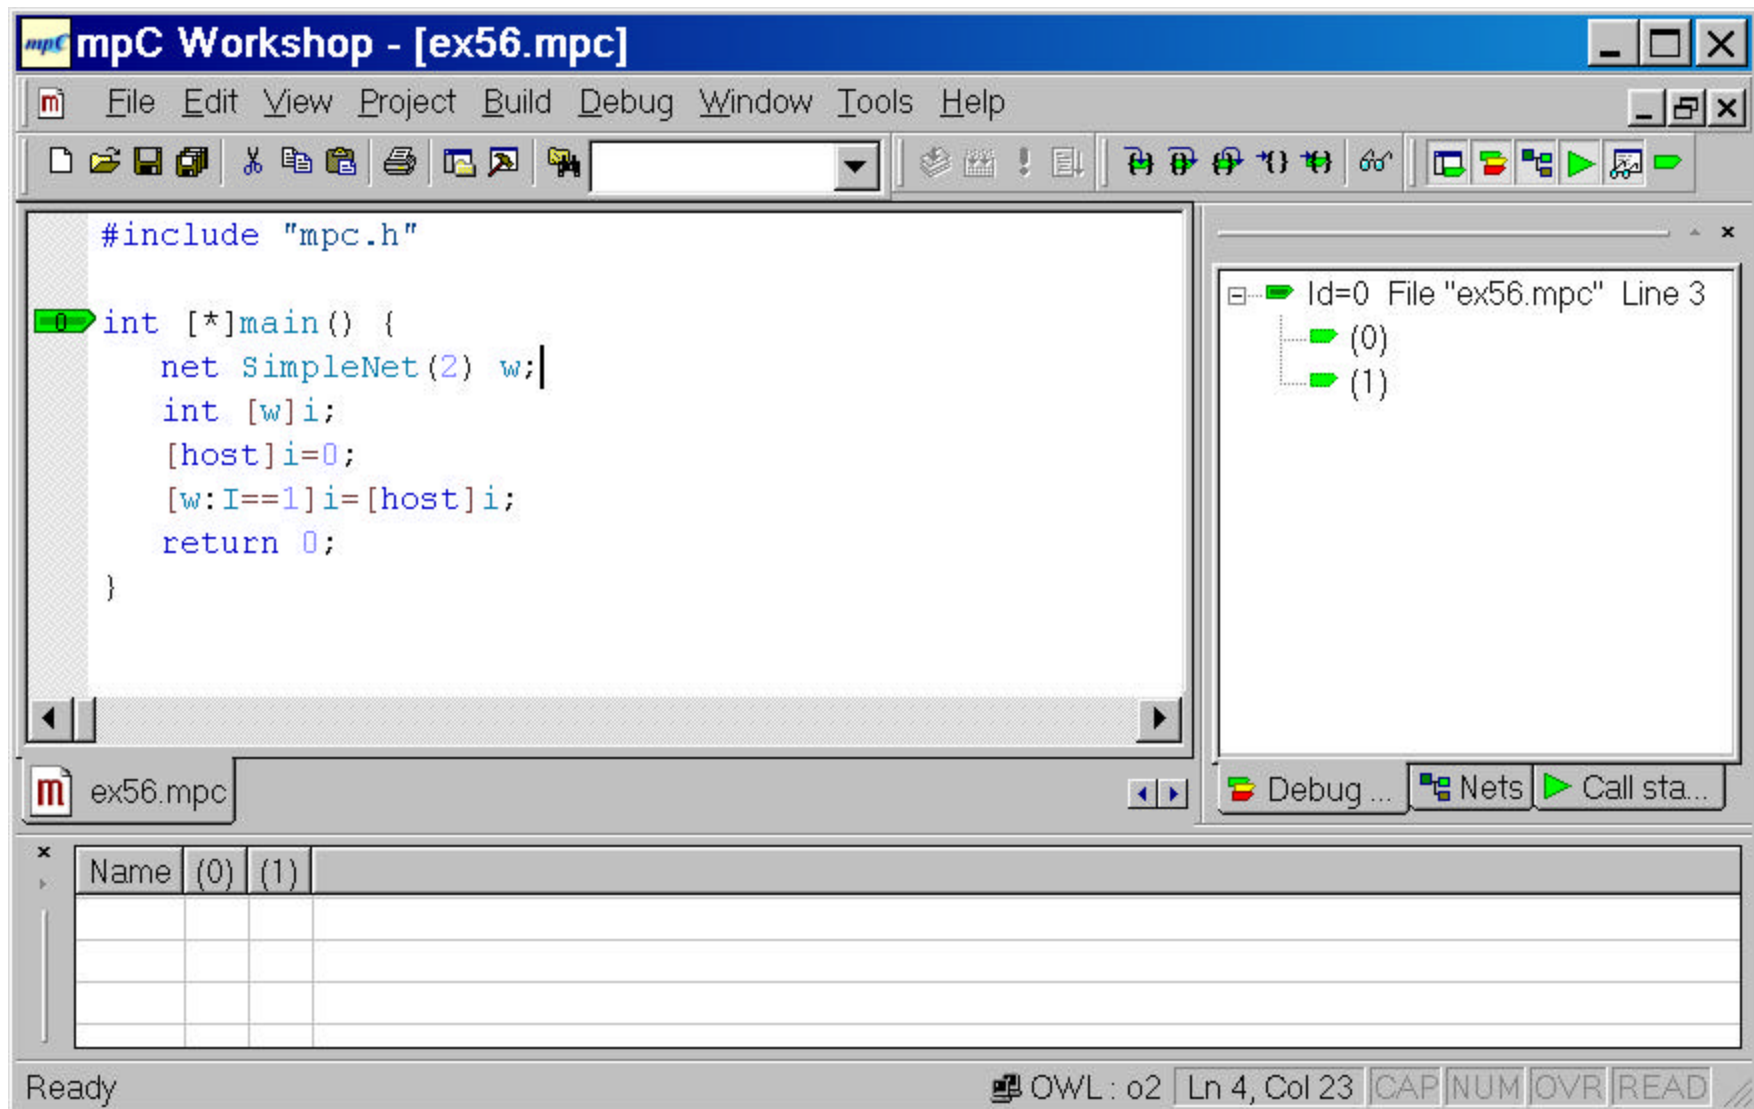 mpC mpC Workshop - [ex56.mpc]
m File Edit View Project Build Debug Window Tools Help
#include "mpc.h"
0 int [*]main() {
net SimpleNet(2) w;
int [w]i;
[host]i=0;
[w:I==1]i=[host]i;
return 0;
}
Id=0 File "ex56.mpc" Line 3
(0)
(1)
m ex56.mpc
Debug ... Nets Call sta...
Name (0) (1)
Ready OWL : o2 Ln 4, Col 23 CAP NUM OVR READ